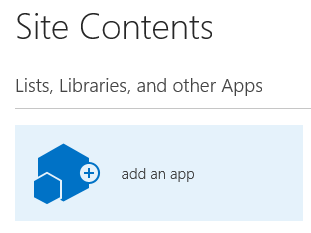 Site Contents
Lists, Libraries, and other Apps
add an app